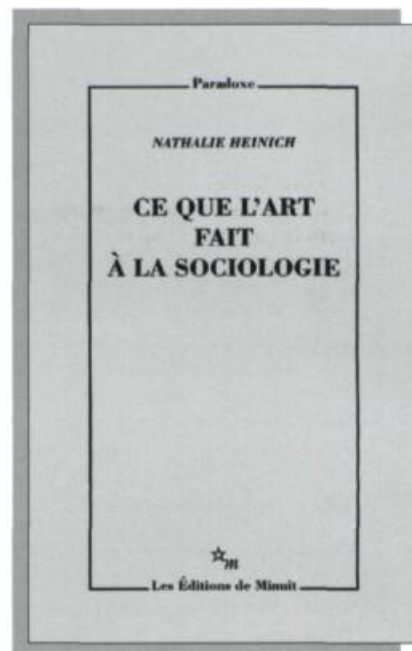 Paradoxe
NATHALIE HEINICH
CE QUE L'ART
FAIT
À LA SOCIOLOGIE
m
Les Éditions de Minuit